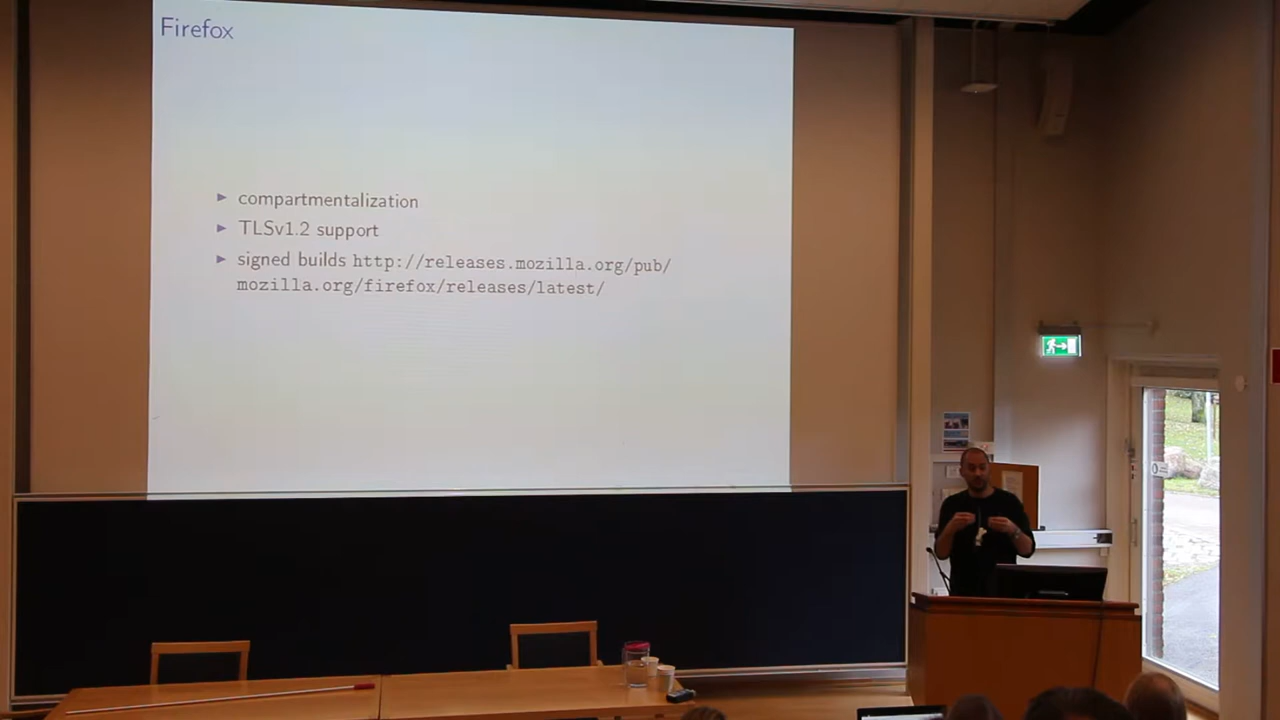 Firefox
compartmentalization
TLSv1.2 support
signed builds http://releases.mozilla.org/pub/
mozilla.org/firefox/releases/latest/